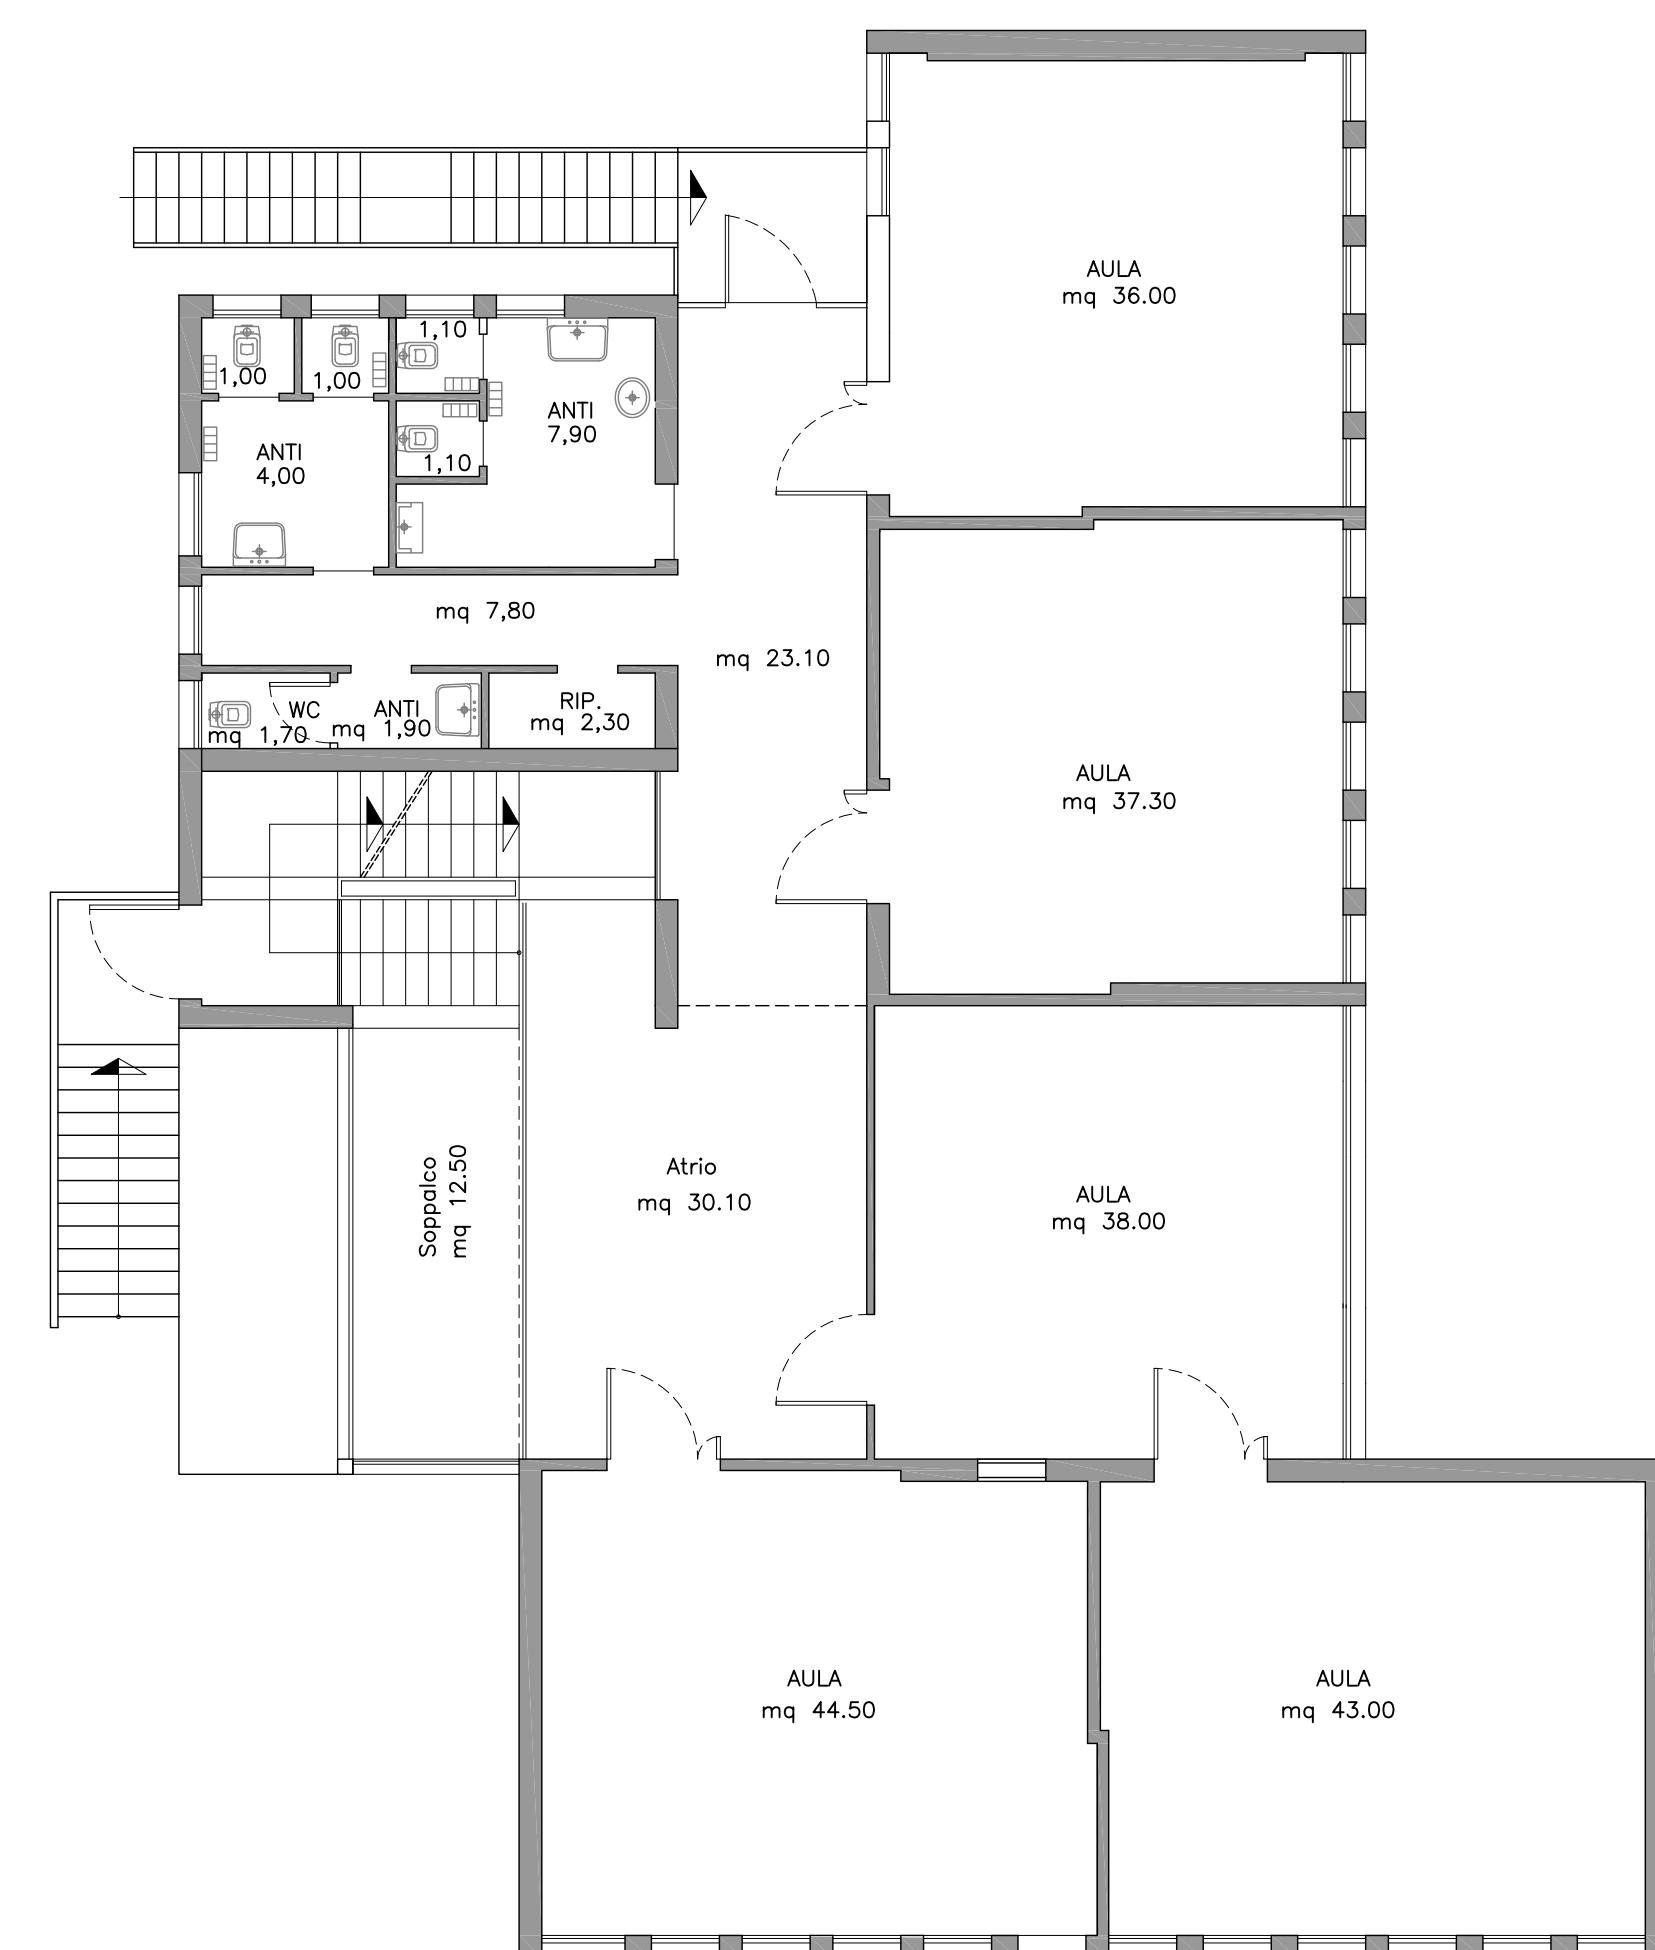 AULA
mq 36.00
1,10
1,00
1,00
ANTI
7,90
ANTI
4,00
1,10
mq 7,80
mq 23.10
WC
mq 1,70
ANTI
mq 1,90
RIP.
mq 2,30
AULA
mq 37.30
Soppalco
mq 12.50
Atrio
mq 30.10
AULA
mq 38.00
AULA
mq 44.50
AULA
mq 43.00